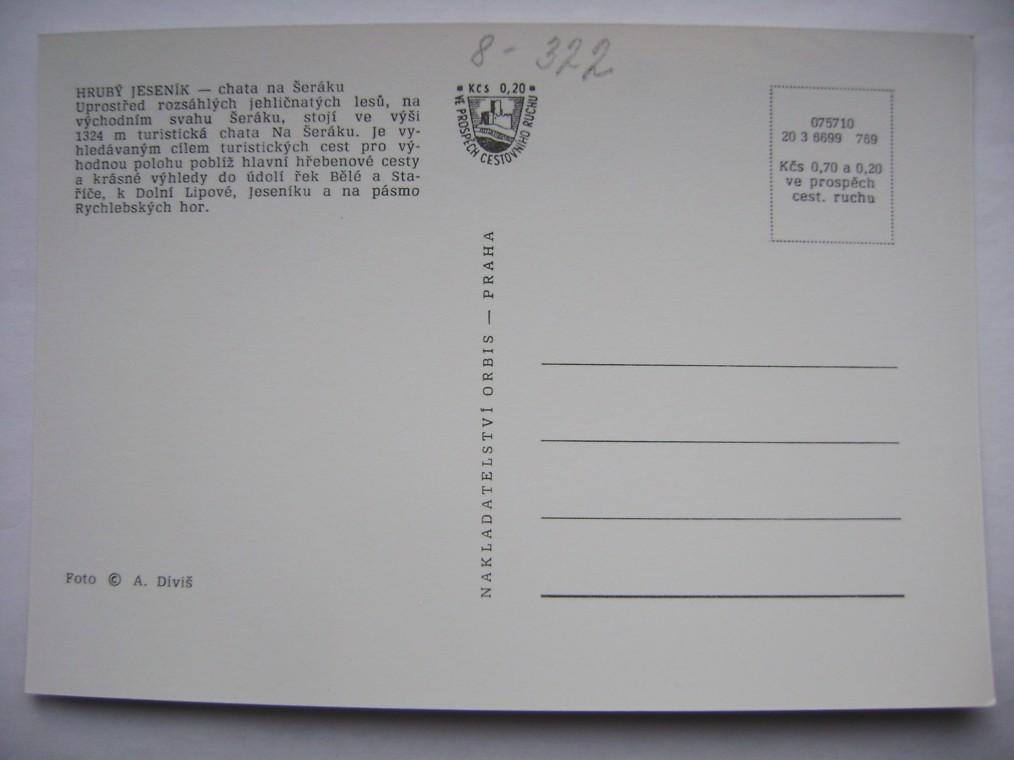 8 - 322
HRUBÝ JESENÍK — chata na Šeráku
Uprostřed rozsáhlých jehličnatých lesů, na
východním svahu Šeráku, stojí ve výši
1324 m turistická chata Na Šeráku. Je vy-
hledávaným cílem turistických cest pro vý-
hodnou polohu poblíž hlavní hřebenové cesty
a krásné výhledy do údolí řek Bělé a Sta-
říče, k Dolní Lipové, Jeseníku a na pásmo
Rychlebských hor.
Foto © A. Diviš
Kčs 0,20
VE PROSPĚCH CESTOVNÍHO RUCHU
NAKLADATELSTVÍ ORBIS — PRAHA
075710
20 3 6699 769
Kčs 0,70 a 0,20
ve prospěch
cest. ruchu